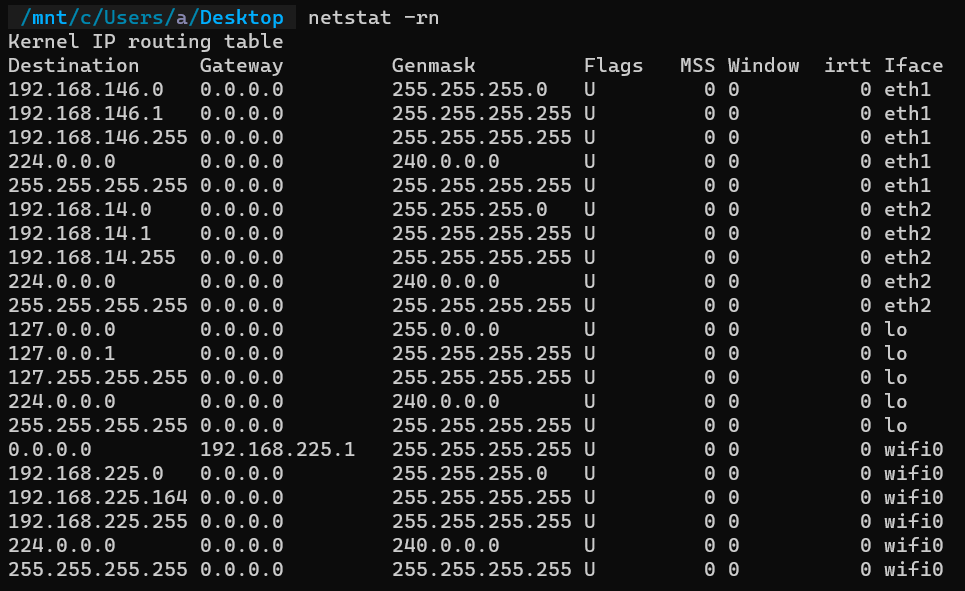 /mnt/c/Users/a/Desktop  netstat -rn
Kernel IP routing table
Destination     Gateway         Genmask         Flags   MSS Window  irtt Iface
192.168.146.0   0.0.0.0         255.255.255.0   U         0 0          0 eth1
192.168.146.1   0.0.0.0         255.255.255.255 U         0 0          0 eth1
192.168.146.255 0.0.0.0         255.255.255.255 U         0 0          0 eth1
224.0.0.0       0.0.0.0         240.0.0.0       U         0 0          0 eth1
255.255.255.255 0.0.0.0         255.255.255.255 U         0 0          0 eth1
192.168.14.0    0.0.0.0         255.255.255.0   U         0 0          0 eth2
192.168.14.1    0.0.0.0         255.255.255.255 U         0 0          0 eth2
192.168.14.255  0.0.0.0         255.255.255.255 U         0 0          0 eth2
224.0.0.0       0.0.0.0         240.0.0.0       U         0 0          0 eth2
255.255.255.255 0.0.0.0         255.255.255.255 U         0 0          0 eth2
127.0.0.0       0.0.0.0         255.0.0.0       U         0 0          0 lo
127.0.0.1       0.0.0.0         255.255.255.255 U         0 0          0 lo
127.255.255.255 0.0.0.0         255.255.255.255 U         0 0          0 lo
224.0.0.0       0.0.0.0         240.0.0.0       U         0 0          0 lo
255.255.255.255 0.0.0.0         255.255.255.255 U         0 0          0 lo
0.0.0.0         192.168.225.1   255.255.255.255 U         0 0          0 wifi0
192.168.225.0   0.0.0.0         255.255.255.0   U         0 0          0 wifi0
192.168.225.164 0.0.0.0         255.255.255.255 U         0 0          0 wifi0
192.168.225.255 0.0.0.0         255.255.255.255 U         0 0          0 wifi0
224.0.0.0       0.0.0.0         240.0.0.0       U         0 0          0 wifi0
255.255.255.255 0.0.0.0         255.255.255.255 U         0 0          0 wifi0